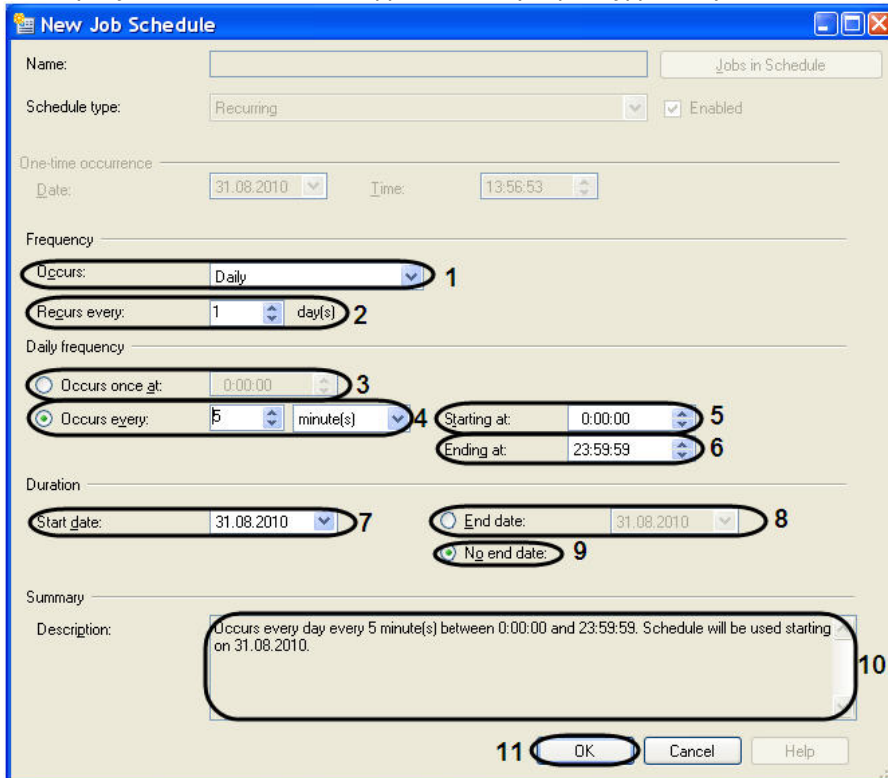 New Job Schedule
Name:
Jobs in Schedule
Schedule type: Recurring Enabled
One-time occurrence
Date: 31.08.2010 Time: 13:56:53
Frequency
Occurs: Daily 1
Recurs every: 1 day(s) 2
Daily frequency
Occurs once at: 0:00:00 3
Occurs every: 5 minute(s) 4 Starting at: 0:00:00 5
Ending at: 23:59:59 6
Duration
Start date: 31.08.2010 7 End date: 31.08.2010 8
No end date: 9
Summary
Description: Occurs every day every 5 minute(s) between 0:00:00 and 23:59:59. Schedule will be used starting
on 31.08.2010.
10
11 OK Cancel Help